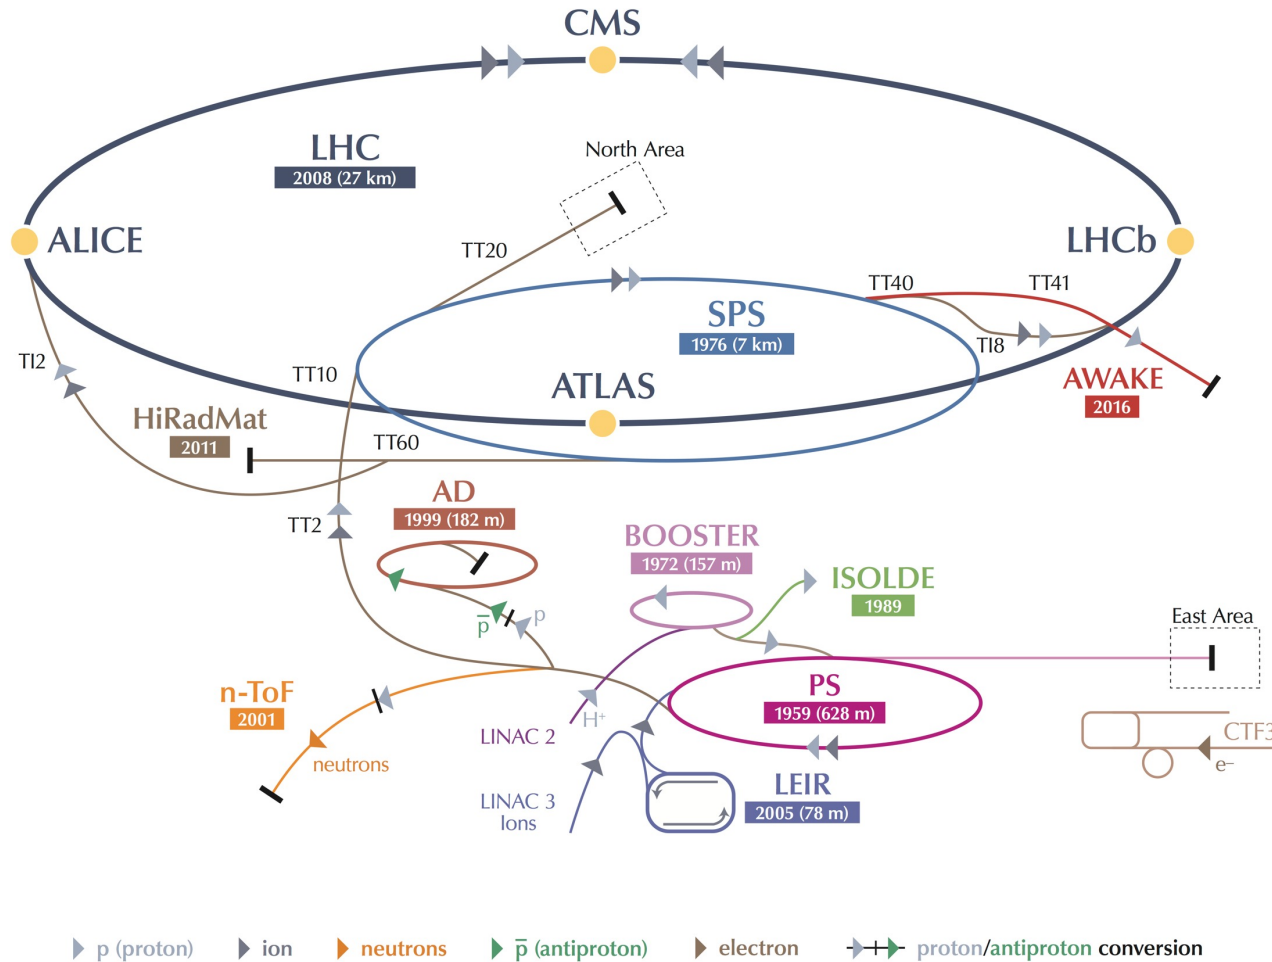 CMS
LHC
2008 (27 km)
North Area
ALICE
TT20
LHCb
TT40
TT41
SPS
1976 (7 km)
TI8
TI2
TT10
ATLAS
AWAKE
2016
HiRadMat
2011
TT60
AD
1999 (182 m)
TT2
BOOSTER
1972 (157 m)
ISOLDE
1989
p̅
p
East Area
n-ToF
2001
PS
1959 (628 m)
H⁺
LINAC 2
neutrons
CTF3
e⁻
LEIR
2005 (78 m)
LINAC 3
Ions
p (proton)
ion
neutrons
p̅ (antiproton)
electron
proton/antiproton conversion